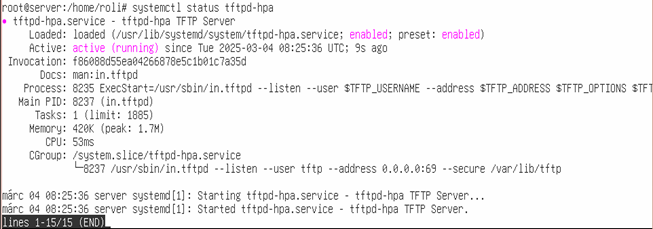 root@server:/home/roli# systemctl status tftpd-hpa
● tftpd-hpa.service - tftpd-hpa TFTP Server
Loaded: loaded (/usr/lib/systemd/system/tftpd-hpa.service; enabled; preset: enabled)
Active: active (running) since Tue 2025-03-04 08:25:36 UTC; 9s ago
Invocation: f86088d55ea04266878e5c1b01c7a35d
Docs: man:in.tftpd
Process: 8235 ExecStart=/usr/sbin/in.tftpd --listen --user $TFTP_USERNAME --address $TFTP_ADDRESS $TFTP_OPTIONS $TFT
Main PID: 8237 (in.tftpd)
Tasks: 1 (limit: 1885)
Memory: 420K (peak: 1.7M)
CPU: 53ms
CGroup: /system.slice/tftpd-hpa.service
└─8237 /usr/sbin/in.tftpd --listen --user tftp --address 0.0.0.0:69 --secure /var/lib/tftp
márc 04 08:25:36 server systemd[1]: Starting tftpd-hpa.service - tftpd-hpa TFTP Server...
márc 04 08:25:36 server systemd[1]: Started tftpd-hpa.service - tftpd-hpa TFTP Server.
lines 1-15/15 (END)